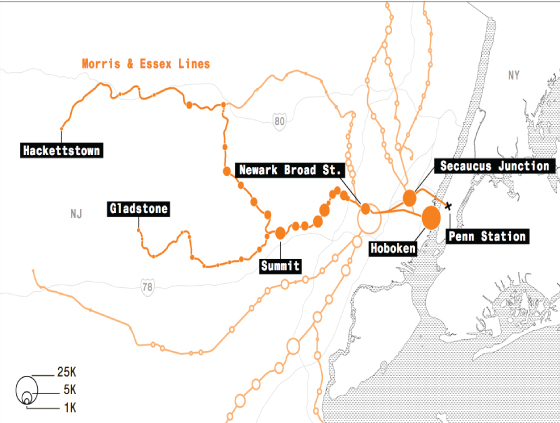 Morris & Essex Lines
NY
80
Hackettstown
Newark Broad St.
Secaucus Junction
NJ
Gladstone
Penn Station
Hoboken
Summit
78
25K
5K
1K